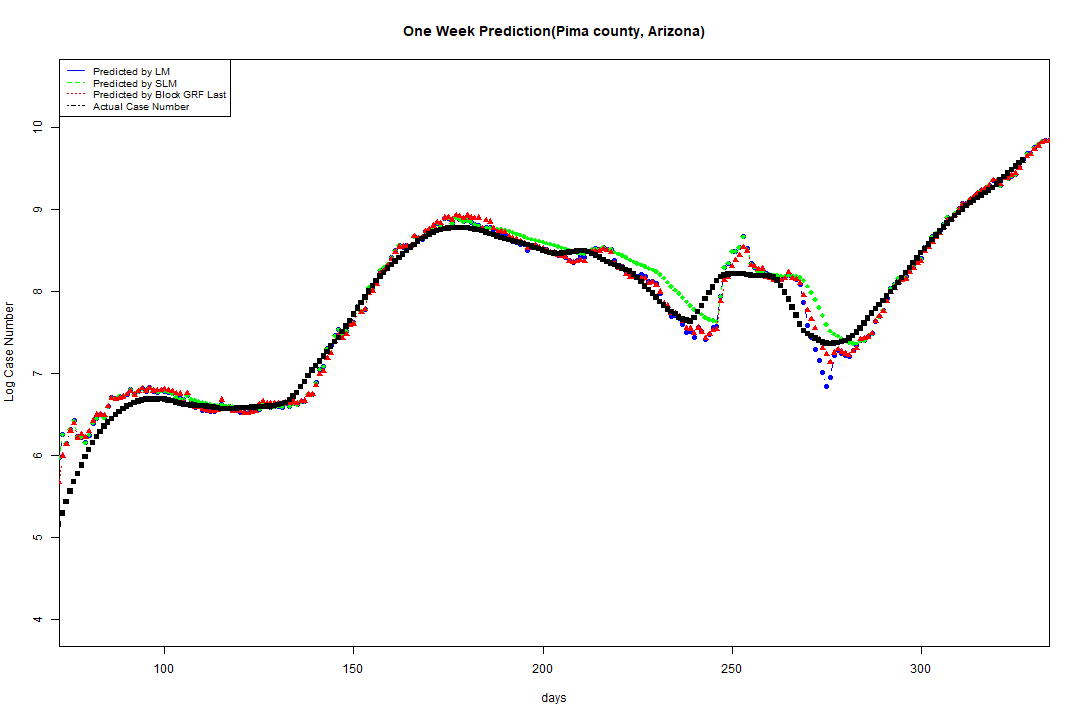 One Week Prediction(Pima county, Arizona)
Predicted by LM
Predicted by SLM
Predicted by Block GRF Last
Actual Case Number
Log Case Number
10
9
8
7
6
5
4
100 150 200 250 300
days